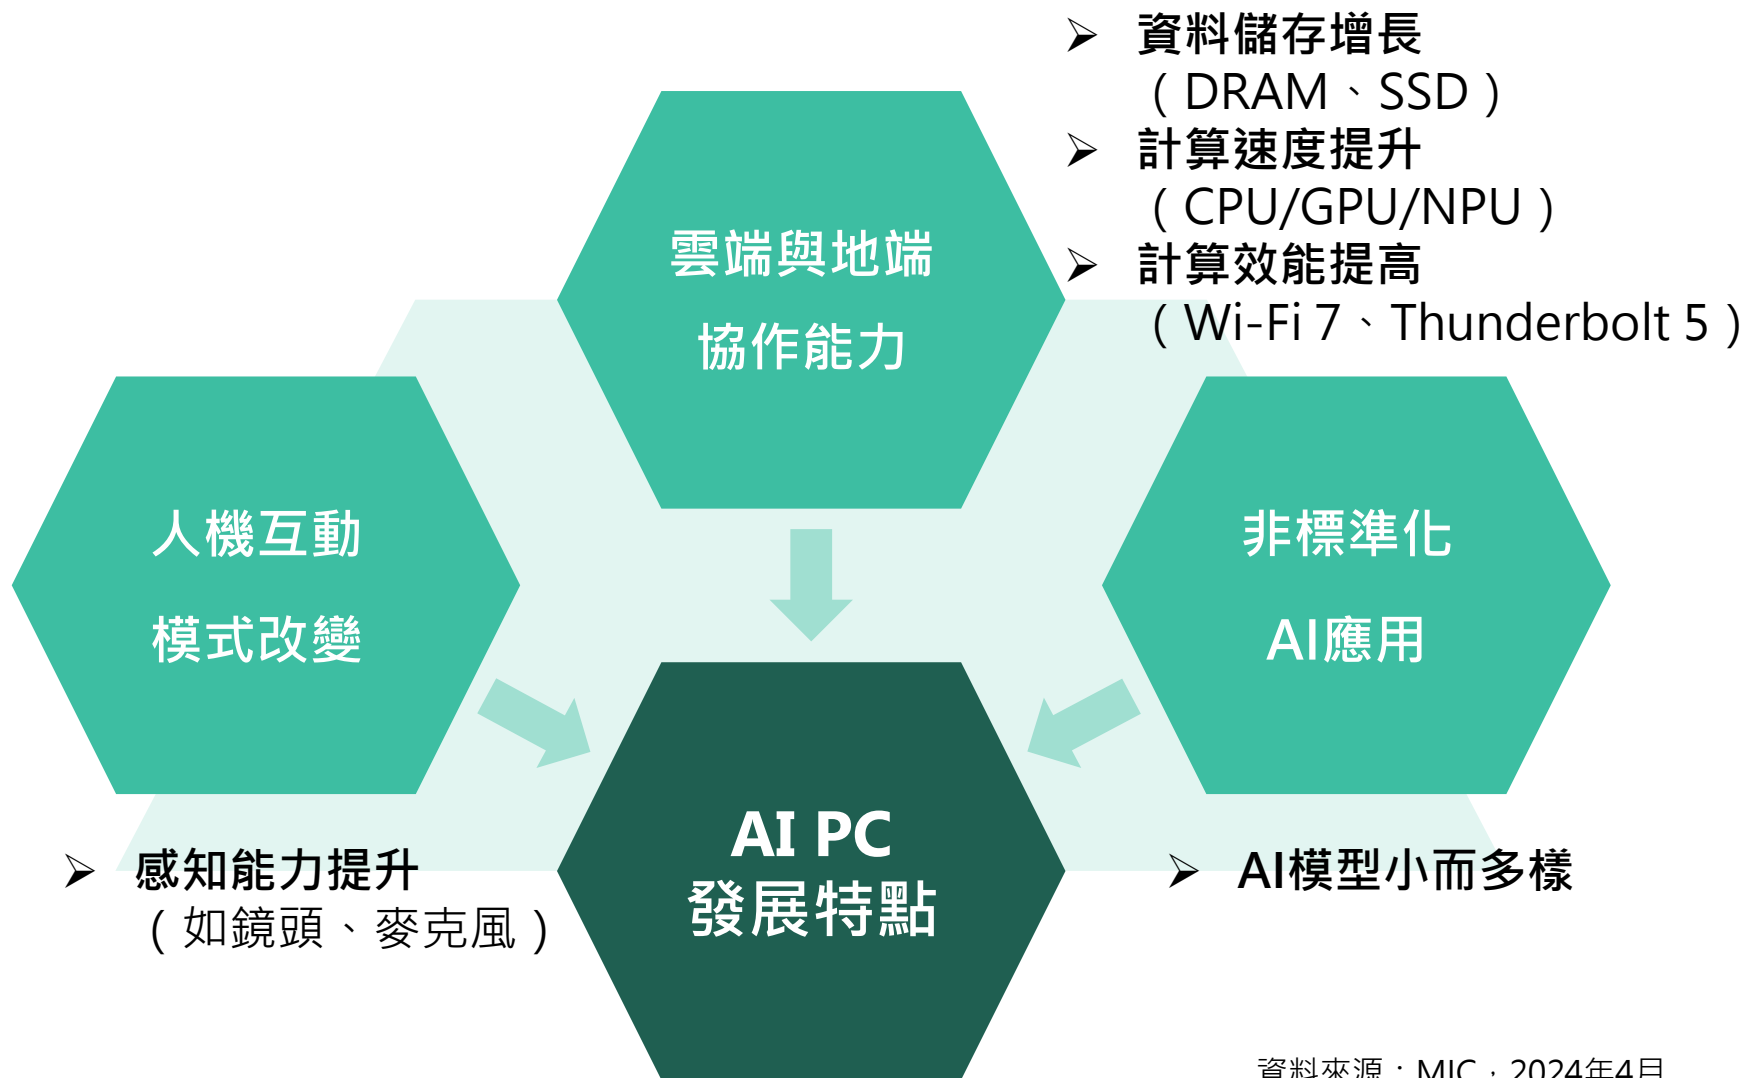 ➢ 資料儲存增長
（DRAM、SSD）
➢ 計算速度提升
（CPU/GPU/NPU）
➢ 計算效能提高
（Wi-Fi 7、Thunderbolt 5）
雲端與地端
協作能力
人機互動
模式改變
非標準化
AI應用
AI PC
發展特點
➢ 感知能力提升
（如鏡頭、麥克風）
➢ AI模型小而多樣
資料來源：MIC，2024年4月